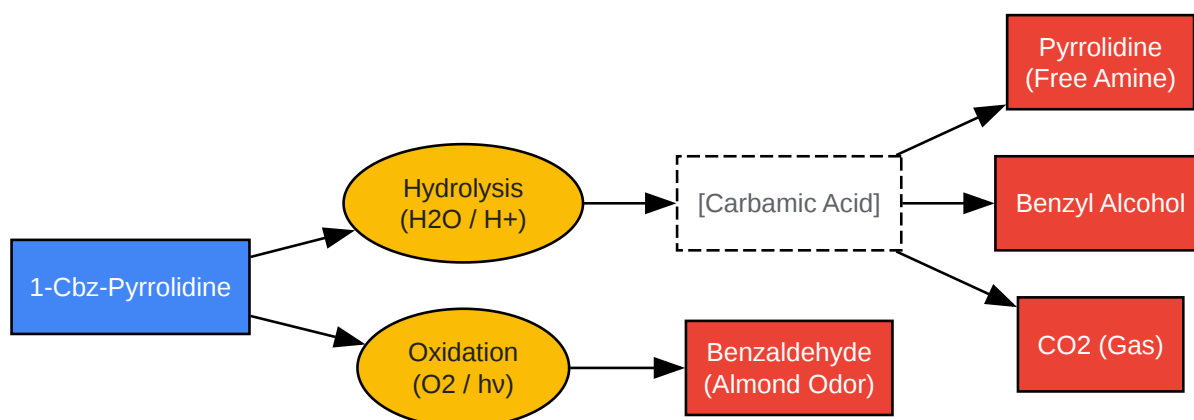 1-Cbz-Pyrrolidine
Hydrolysis
(H2O / H+)
[Carbamic Acid]
Pyrrolidine
(Free Amine)
Benzyl Alcohol
CO2 (Gas)
Oxidation
(O2 / hν)
Benzaldehyde
(Almond Odor)